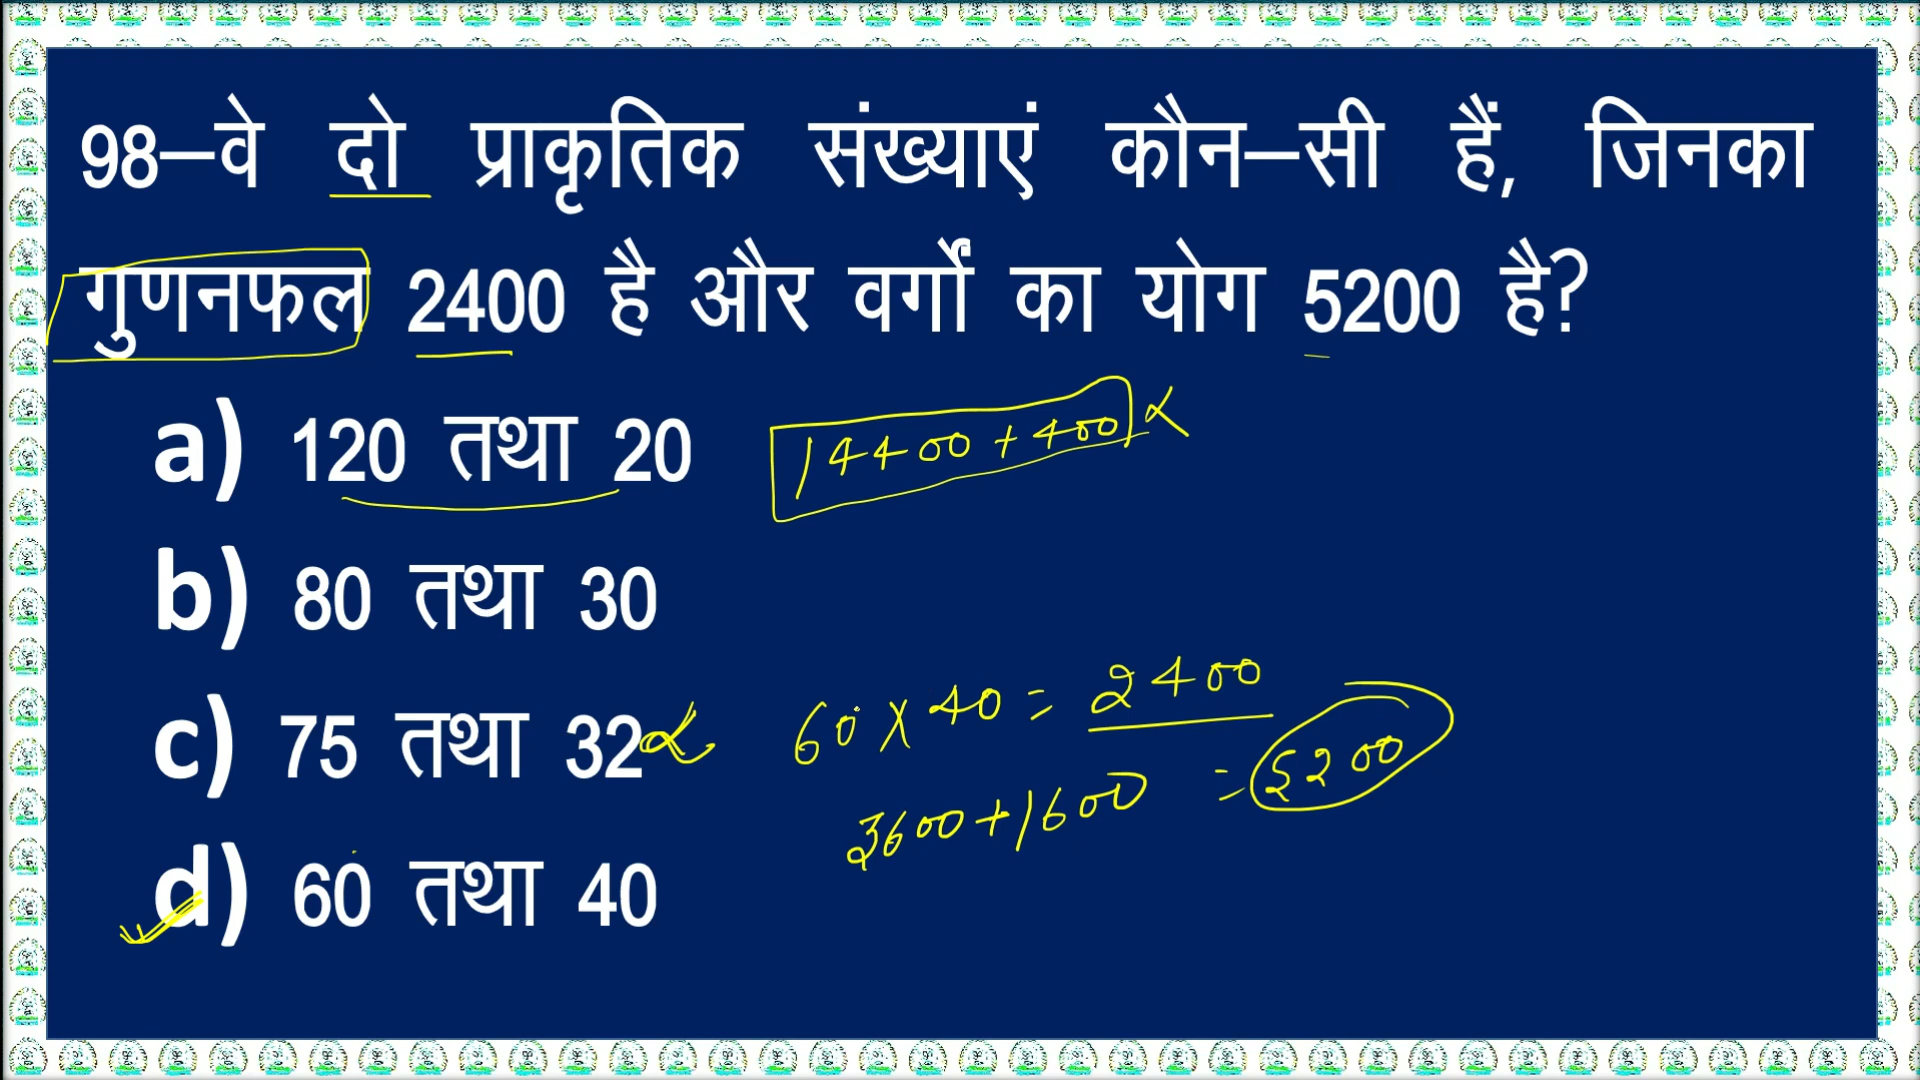 98–वे दो प्राकृतिक संख्याएं कौन–सी हैं, जिनका
गुणनफल 2400 है और वर्गों का योग 5200 है?
a) 120 तथा 20
14400 + 400
b) 80 तथा 30
c) 75 तथा 32
60 × 40 = 2400
3600 + 1600 = 5200
d) 60 तथा 40